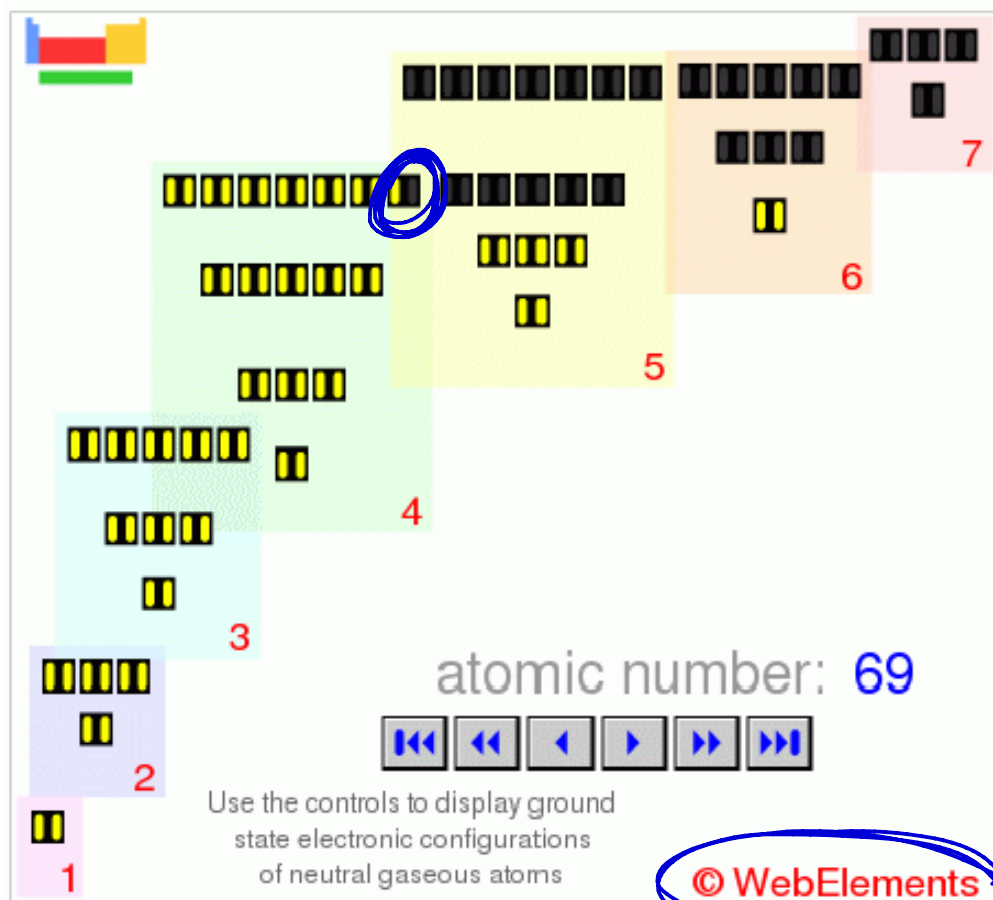 7
6
5
4
3
atomic number: 69
2
Use the controls to display ground
state electronic configurations
of neutral gaseous atoms
1
© WebElements